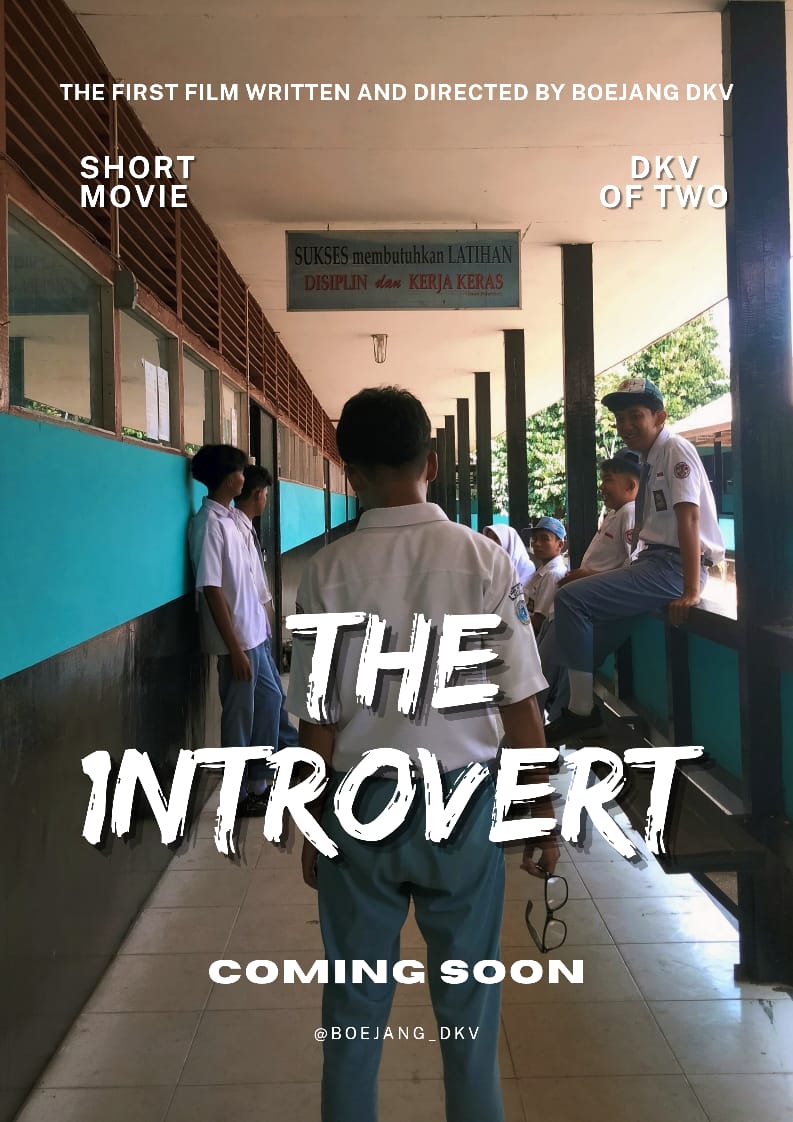 THE FIRST FILM WRITTEN AND DIRECTED BY BOEJANG DKV
SHORT
MOVIE
DKV
OF TWO
SUKSES membutuhkan LATIHAN
DISIPLIN dan KERJA KERAS
THE
1NTROVERT
COMING SOON
@BOEJANG_DKV